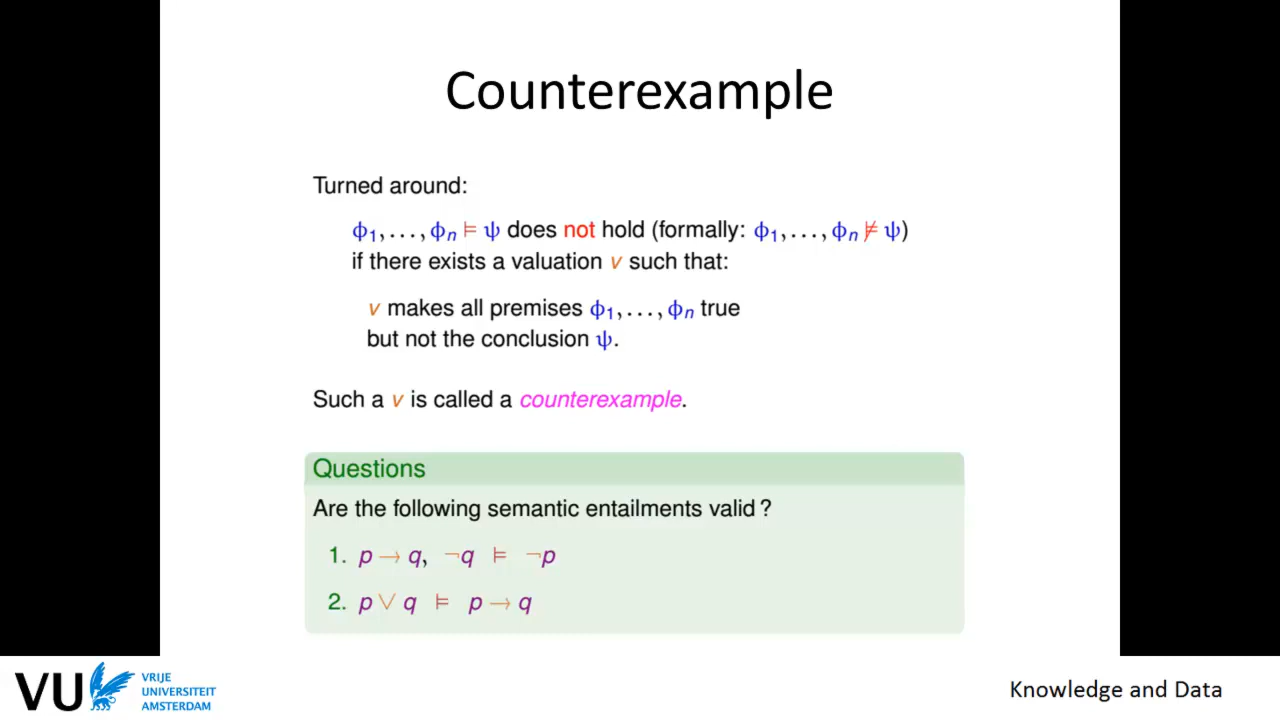 Counterexample
Turned around:
ϕ1, . . . , ϕn ⊨ ψ does not hold (formally: ϕ1, . . . , ϕn ⊭ ψ)
if there exists a valuation v such that:
v makes all premises ϕ1, . . . , ϕn true
but not the conclusion ψ.
Such a v is called a counterexample.
Questions
Are the following semantic entailments valid ?
1. p → q, ¬q ⊨ ¬p
2. p ∨ q ⊨ p → q
VU VRIJE
UNIVERSITEIT
AMSTERDAM
Knowledge and Data